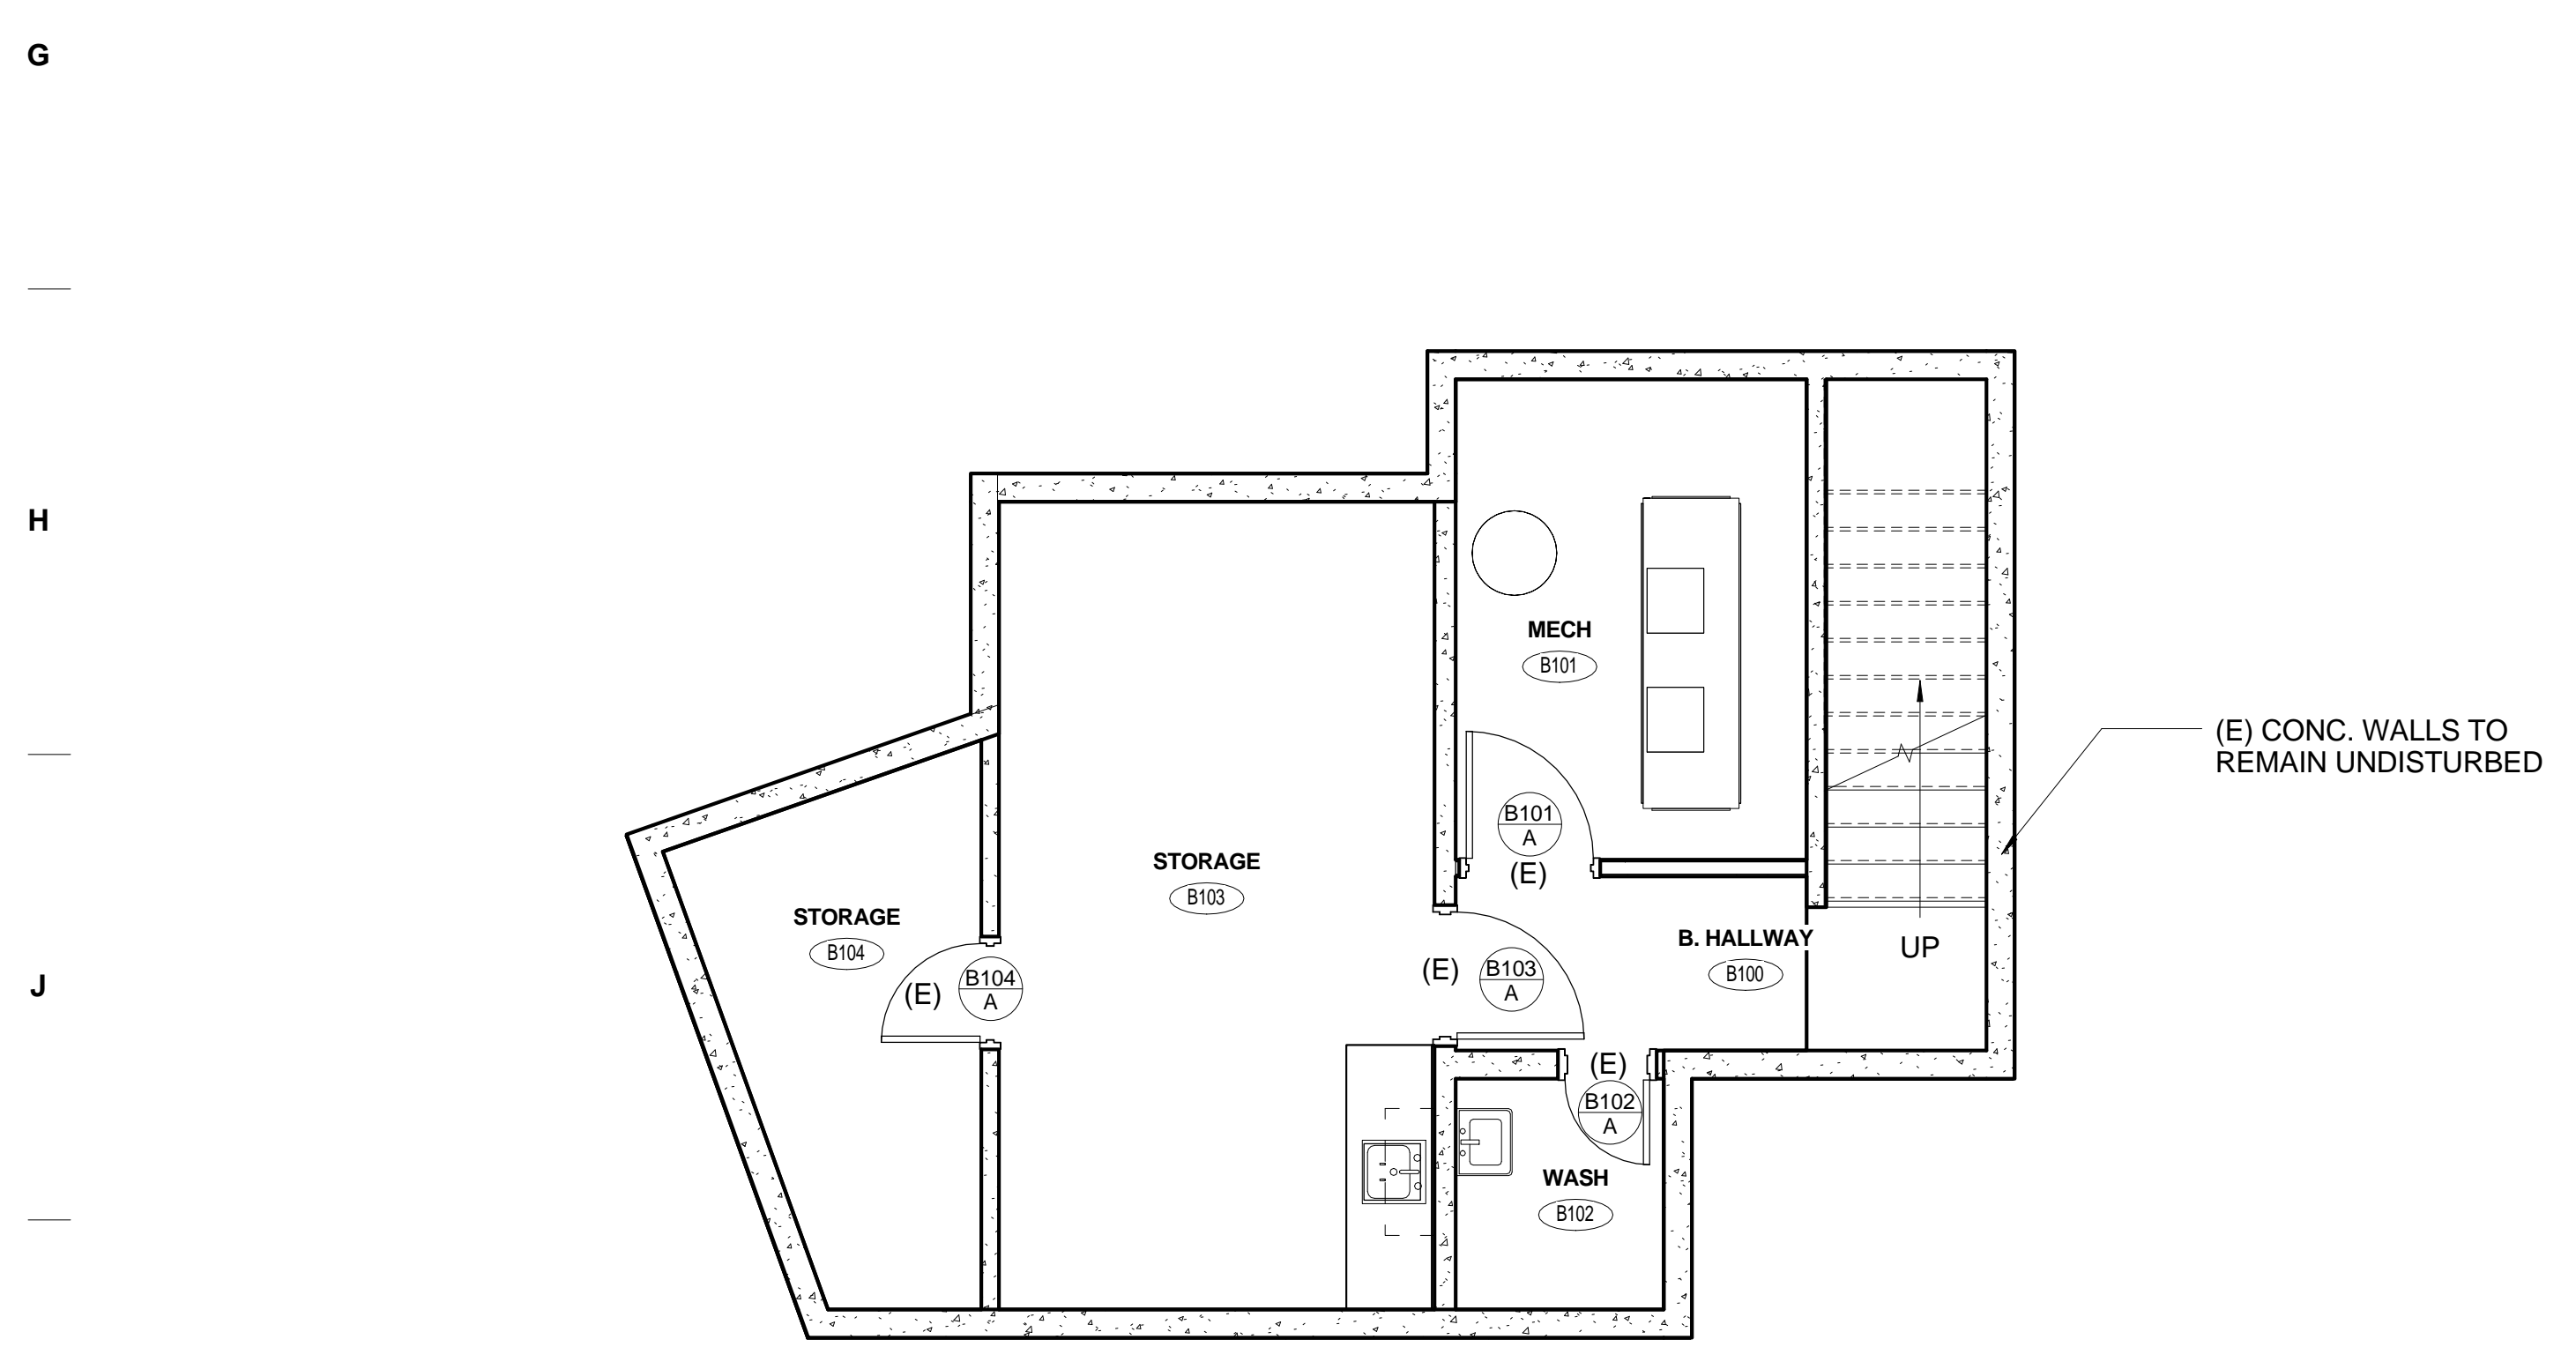 G
H
MECH
B101
(E) CONC. WALLS TO
REMAIN UNDISTURBED
B101
A
(E)
STORAGE
B103
STORAGE
B104
B. HALLWAY
B100
UP
(E)
B103
A
(E)
B104
A
J
(E)
B102
A
WASH
B102